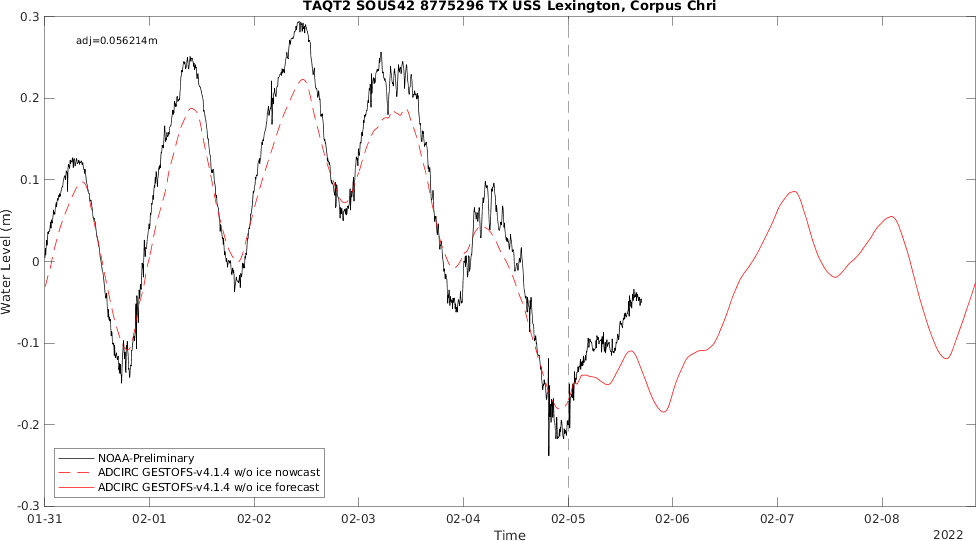 TAQT2 SOUS42 8775296 TX USS Lexington, Corpus Chri
adj=0.056214m
0.3
0.2
0.1
0
-0.1
-0.2
-0.3
Water Level (m)
NOAA-Preliminary
ADCIRC GESTOFS-v4.1.4 w/o ice nowcast
ADCIRC GESTOFS-v4.1.4 w/o ice forecast
01-31 02-01 02-02 02-03 02-04 02-05 02-06 02-07 02-08
Time
2022